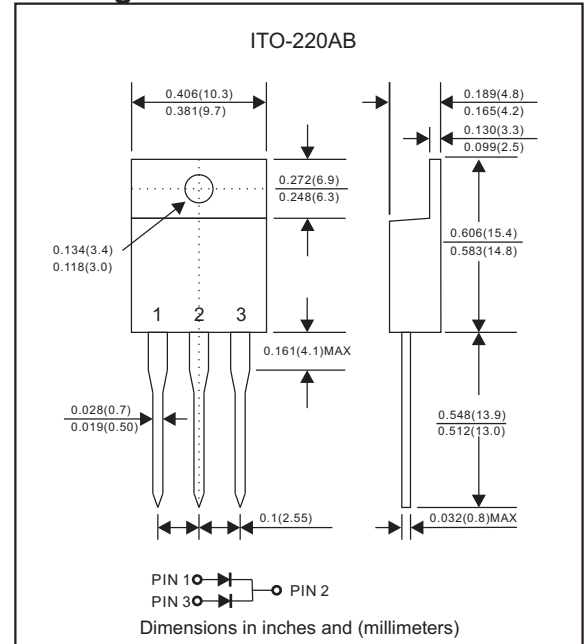 ITO-220AB
0.406(10.3)
0.381(9.7)
0.189(4.8)
0.165(4.2)
0.130(3.3)
0.099(2.5)
0.272(6.9)
0.248(6.3)
0.606(15.4)
0.583(14.8)
0.134(3.4)
0.118(3.0)
1 2 3
0.161(4.1)MAX
0.028(0.7)
0.019(0.50)
0.548(13.9)
0.512(13.0)
0.1(2.55)
0.032(0.8)MAX
PIN 1
PIN 2
PIN 3
Dimensions in inches and (millimeters)